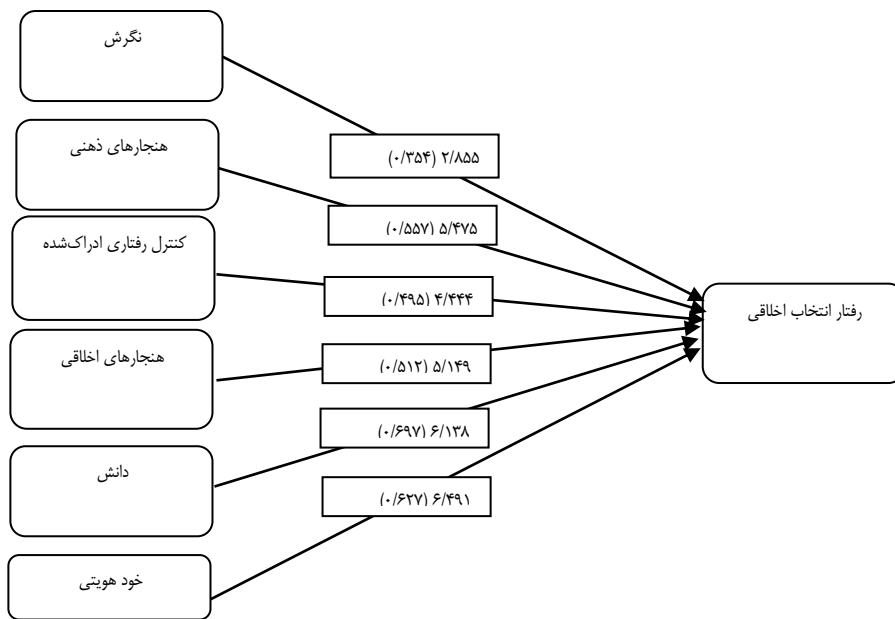 نگرش
هنجارهای ذهنی
کنترل رفتاری ادراک‌شده
هنجارهای اخلاقی
دانش
خود هویتی
(۰/۳۵۴) ۲/۸۵۵
(۰/۵۵۷) ۵/۴۷۵
(۰/۴۹۵) ۴/۴۴۴
(۰/۵۱۲) ۵/۱۴۹
(۰/۶۹۷) ۶/۱۳۸
(۰/۶۲۷) ۶/۴۹۱
رفتار انتخاب اخلاقی